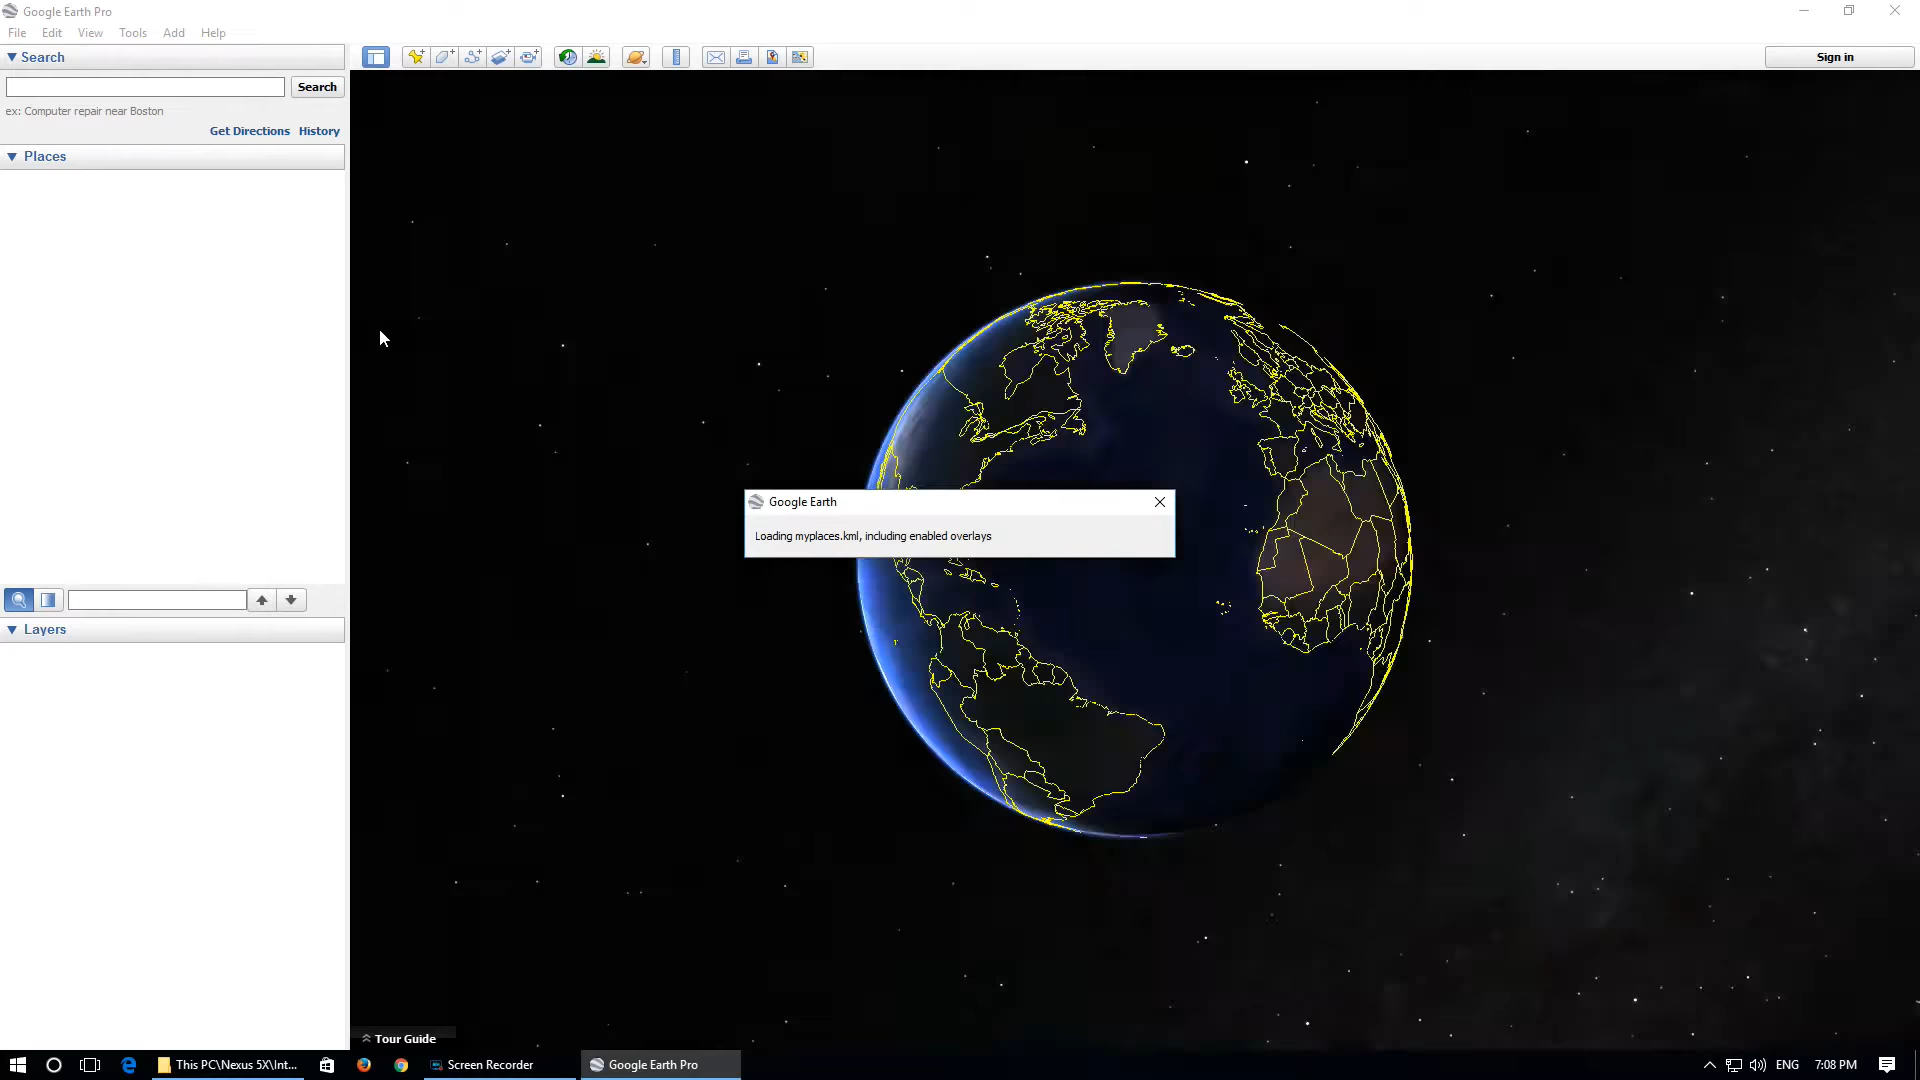 Google Earth Pro
File Edit View Tools Add Help
Search
Search
ex: Computer repair near Boston
Get Directions History
Places
Layers
Sign in
Google Earth
Loading myplaces.kml, including enabled overlays
Tour Guide
This PC\Nexus 5X\Int...
Screen Recorder
Google Earth Pro
ENG
7:08 PM